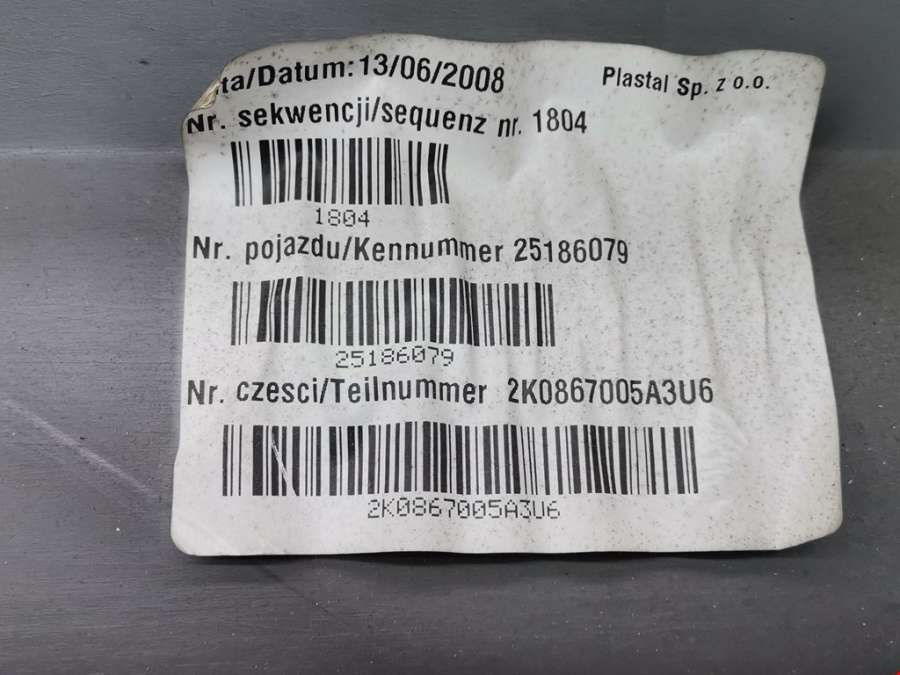 ta/Datum: 13/06/2008 Plastal Sp. z o.o.
Nr. sekwencji/sequenz nr. 1804
1804
Nr. pojazdu/Kennummer 25186079
25186079
Nr. czesci/Teilnummer 2K0867005A3U6
2K0867005A3U6